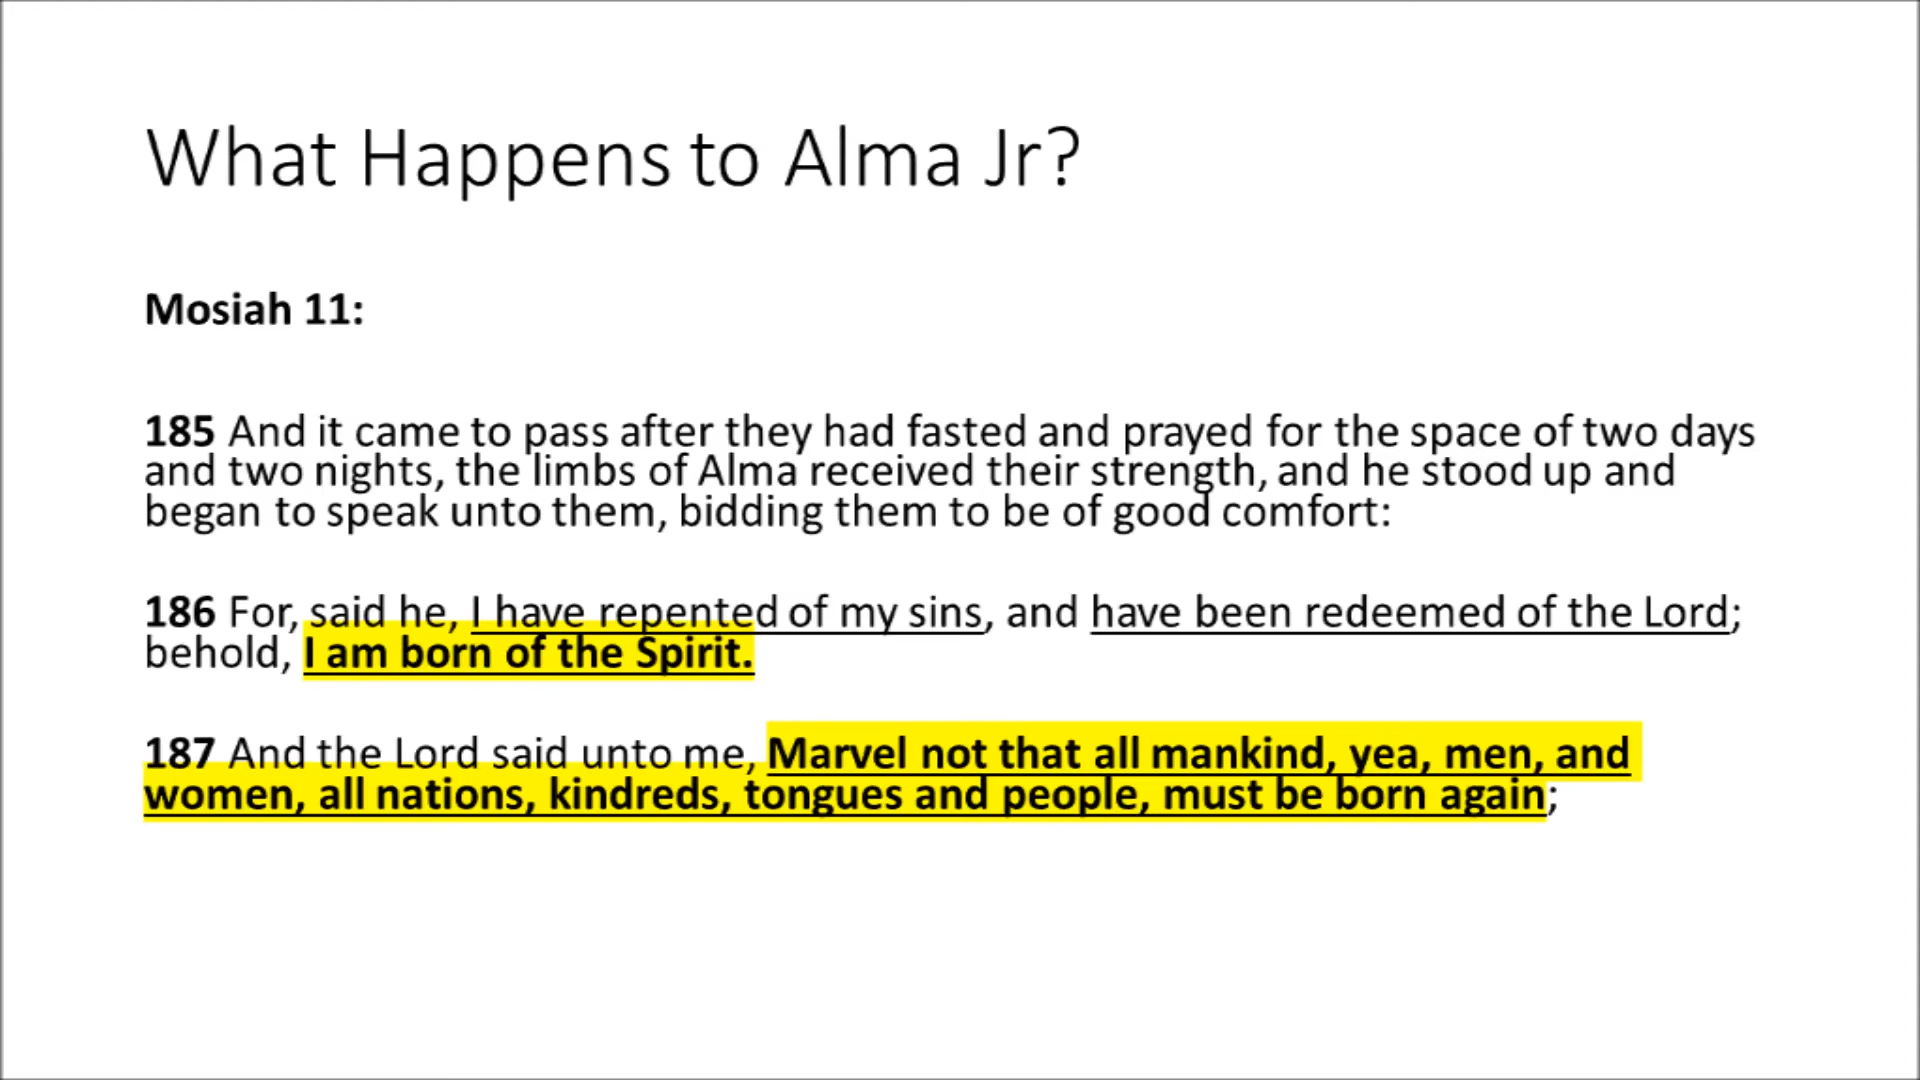 What Happens to Alma Jr?
Mosiah 11:
185 And it came to pass after they had fasted and prayed for the space of two days
and two nights, the limbs of Alma received their strength, and he stood up and
began to speak unto them, bidding them to be of good comfort:
186 For, said he, I have repented of my sins, and have been redeemed of the Lord;
behold, I am born of the Spirit.
187 And the Lord said unto me, Marvel not that all mankind, yea, men, and
women, all nations, kindreds, tongues and people, must be born again;